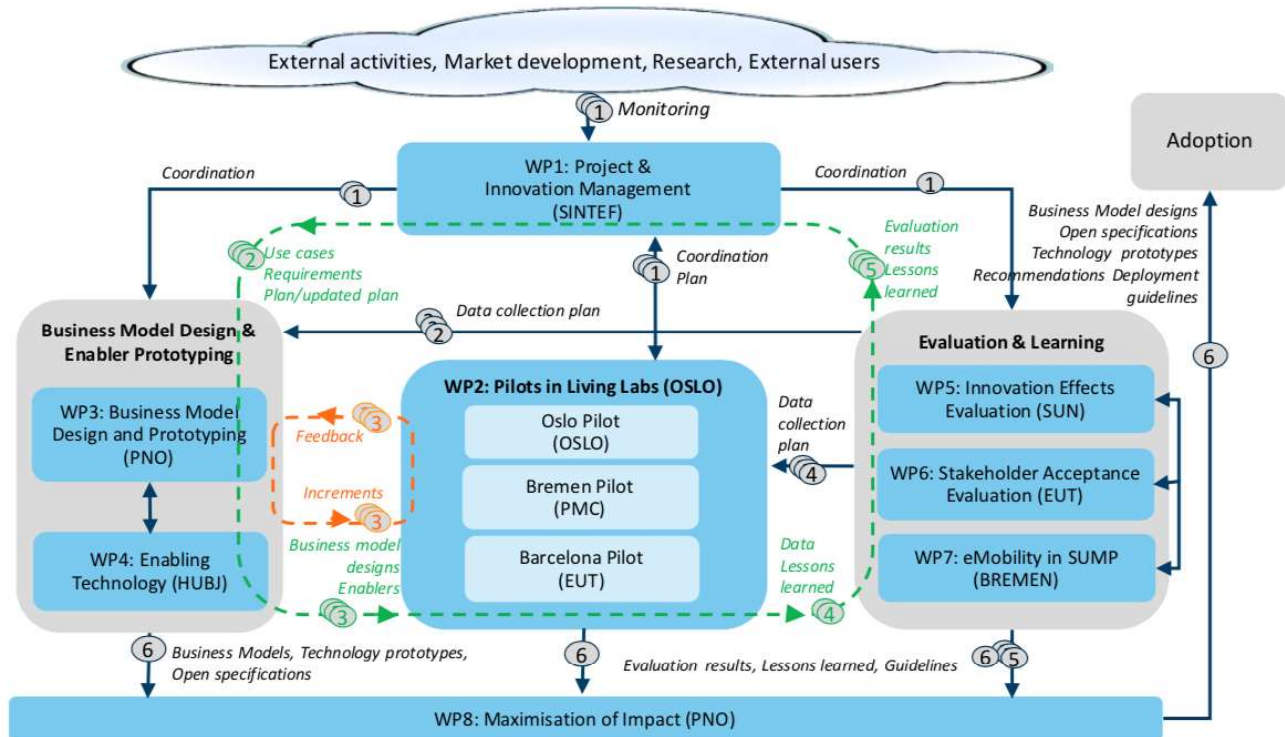 External activities, Market development, Research, External users
1
Monitoring
Adoption
Coordination
1
WP1: Project &
Innovation Management
(SINTEF)
Coordination
1
Business Model designs
Open specifications
Technology prototypes
Recommendations Deployment
guidelines
2
Use cases
Requirements
Plan/updated plan
1
Coordination
Plan
Evaluation
results
5
Lessons
learned
Data collection plan
2
6
Business Model Design &
Enabler Prototyping
WP3: Business Model
Design and Prototyping
(PNO)
WP4: Enabling
Technology (HUBJ)
3
Feedback
Increments
3
Business model
designs
Enablers
3
WP2: Pilots in Living Labs (OSLO)
Oslo Pilot
(OSLO)
Bremen Pilot
(PMC)
Barcelona Pilot
(EUT)
Data
collection
plan
4
Data
Lessons
learned
4
Evaluation & Learning
WP5: Innovation Effects
Evaluation (SUN)
WP6: Stakeholder Acceptance
Evaluation (EUT)
WP7: eMobility in SUMP
(BREMEN)
6
Business Models, Technology prototypes,
Open specifications
6
Evaluation results, Lessons learned, Guidelines
6
5
WP8: Maximisation of Impact (PNO)